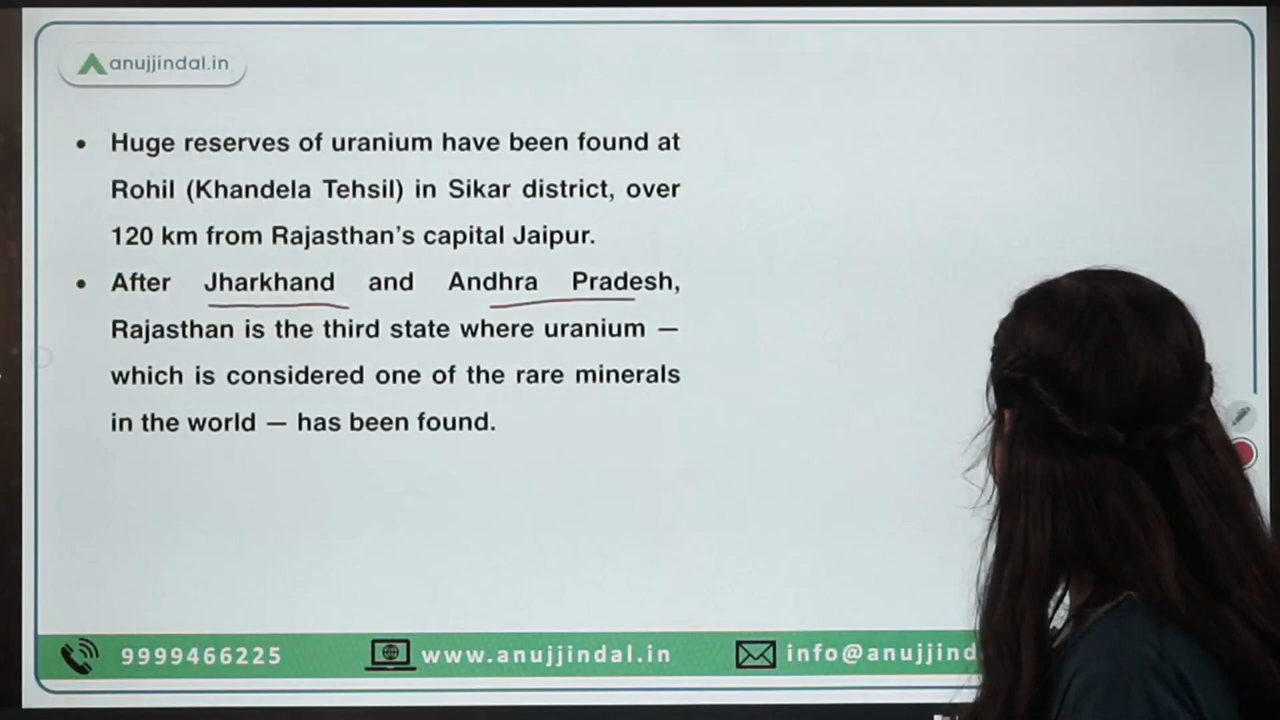 anujjindal.in
• Huge reserves of uranium have been found at
Rohil (Khandela Tehsil) in Sikar district, over
120 km from Rajasthan’s capital Jaipur.
• After Jharkhand and Andhra Pradesh,
Rajasthan is the third state where uranium —
which is considered one of the rare minerals
in the world — has been found.
9999466225 www.anujjindal.in info@anujjind